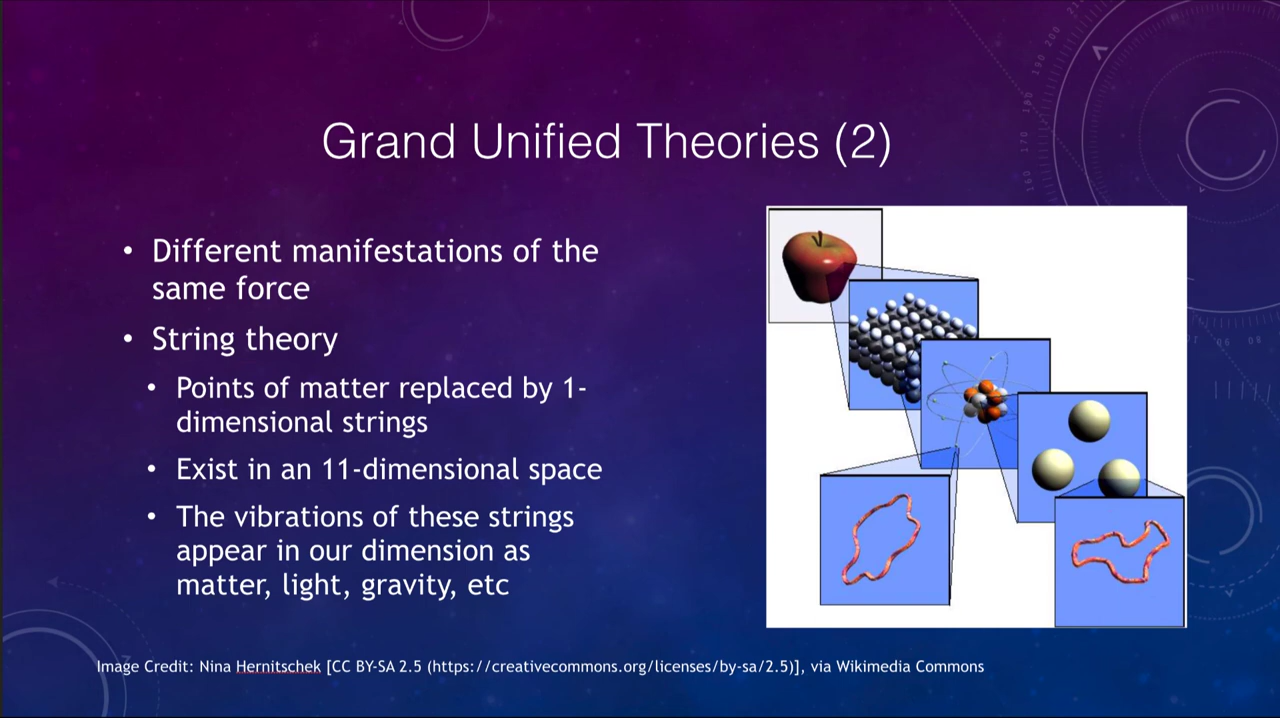 Grand Unified Theories (2)
• Different manifestations of the
same force
• String theory
• Points of matter replaced by 1-
dimensional strings
• Exist in an 11-dimensional space
• The vibrations of these strings
appear in our dimension as
matter, light, gravity, etc
Image Credit: Nina Hernitschek [CC BY-SA 2.5 (https://creativecommons.org/licenses/by-sa/2.5)], via Wikimedia Commons